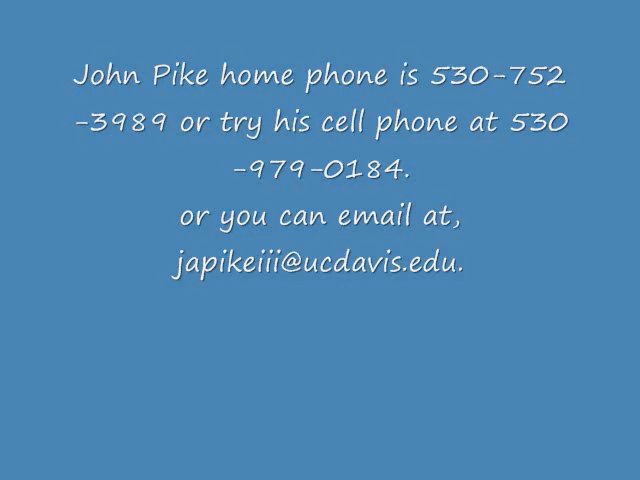 John Pike home phone is 530-752
-3989 or try his cell phone at 530
-979-0184.
or you can email at,
japikeiii@ucdavis.edu.